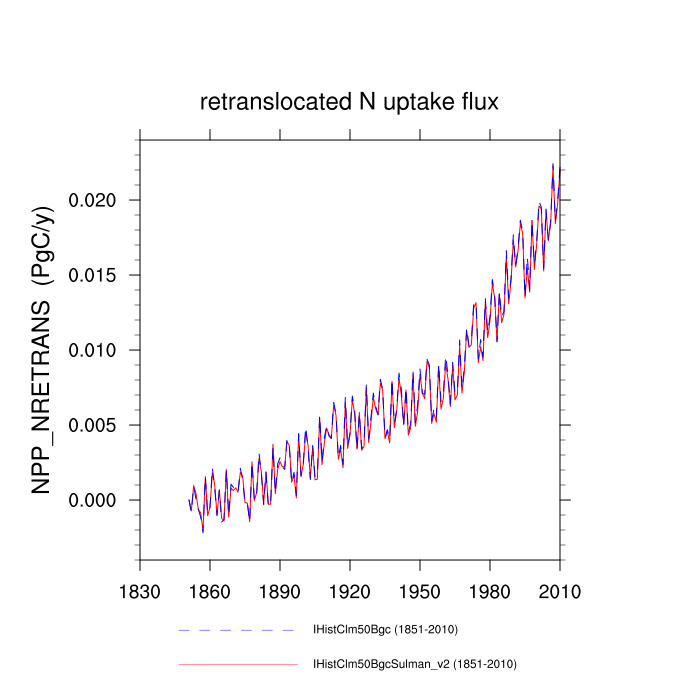 retranslocated N uptake flux
NPP_NRETRANS (PgC/y)
0.020
0.015
0.010
0.005
0.000
1830 1860 1890 1920 1950 1980 2010
IHistClm50Bgc (1851-2010)
IHistClm50BgcSulman_v2 (1851-2010)